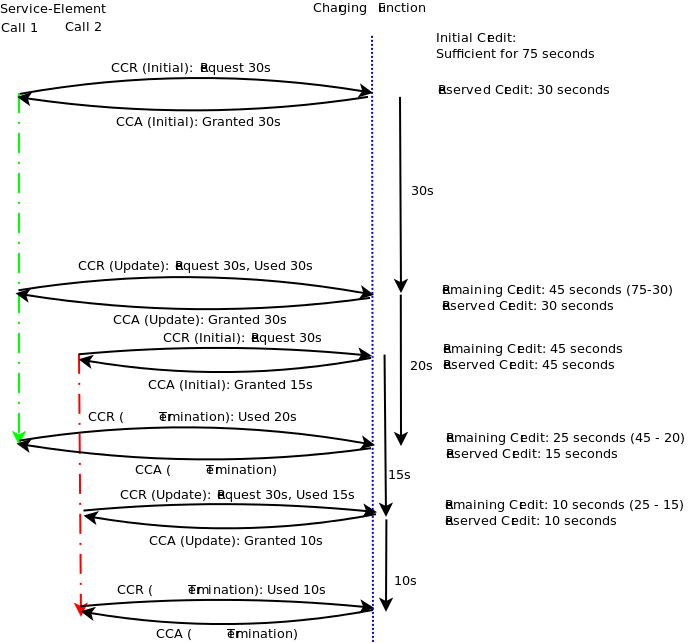 Service-Element
Charging Function
Call 1
Call 2
Initial Credit:
Sufficient for 75 seconds
CCR (Initial): Request 30s
Reserved Credit: 30 seconds
CCA (Initial): Granted 30s
30s
CCR (Update): Request 30s, Used 30s
Remaining Credit: 45 seconds (75-30)
Reserved Credit: 30 seconds
CCA (Update): Granted 30s
CCR (Initial): Request 30s
Remaining Credit: 45 seconds
Reserved Credit: 45 seconds
20s
CCA (Initial): Granted 15s
CCR (Termination): Used 20s
Remaining Credit: 25 seconds (45 - 20)
Reserved Credit: 15 seconds
CCA (Termination)
15s
CCR (Update): Request 30s, Used 15s
Remaining Credit: 10 seconds (25 - 15)
Reserved Credit: 10 seconds
CCA (Update): Granted 10s
10s
CCR (Termination): Used 10s
CCA (Termination)